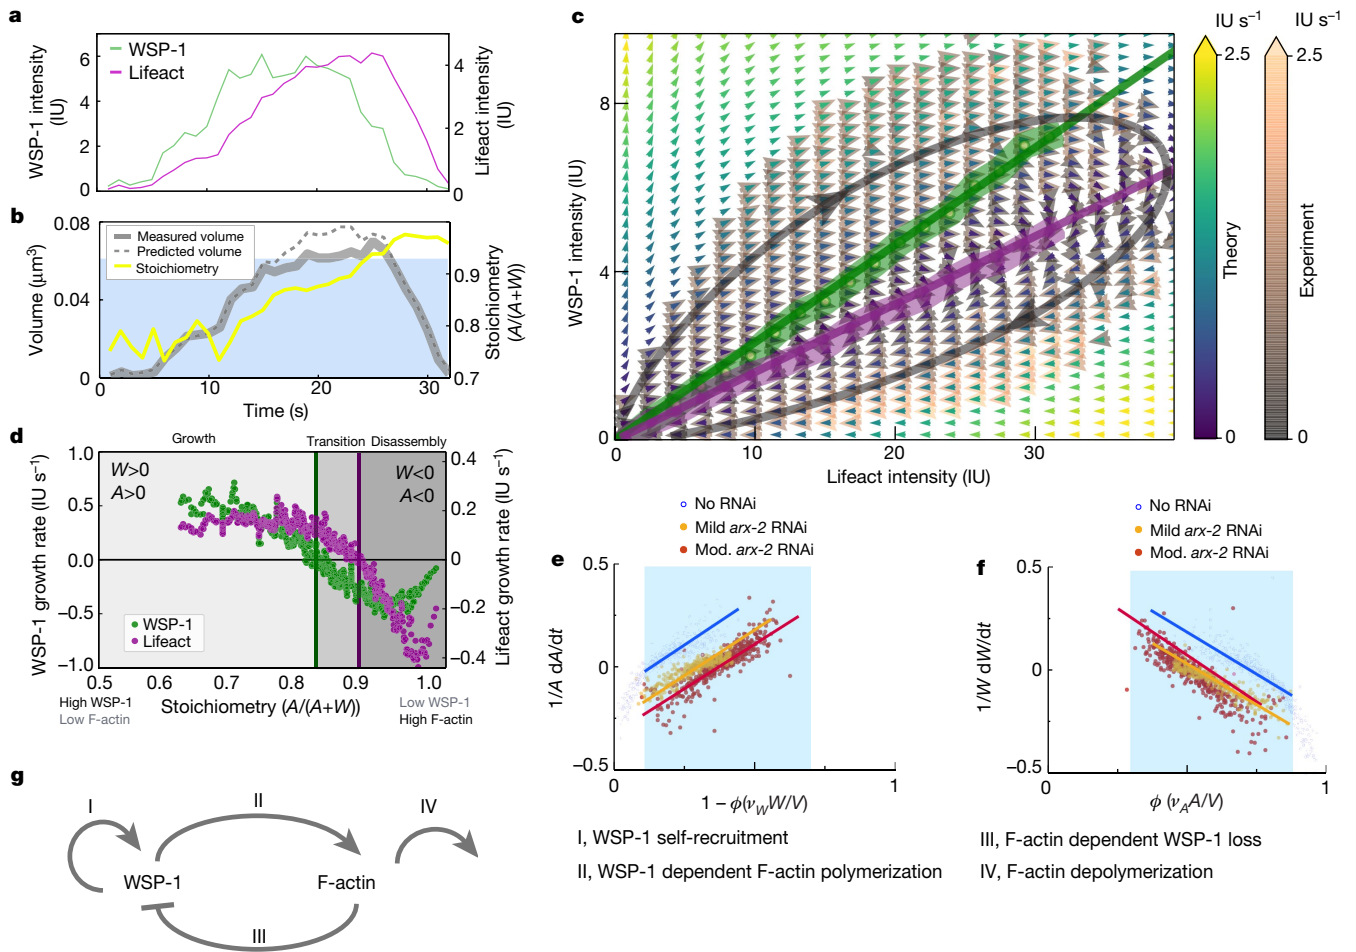 a
WSP-1
Lifeact
WSP-1 intensity
(IU)
6
4
2
0
Lifeact intensity
(IU)
4
2
0
b
Measured volume
Predicted volume
Stoichiometry
Volume (μm³)
0.08
0.04
0
0.9
0.8
0.7
Stoichiometry
(A/(A+W))
0 10 20 30
Time (s)
c
WSP-1 intensity (IU)
8
4
0
0 10 20 30
Lifeact intensity (IU)
IU s⁻¹
2.5
0
Theory
IU s⁻¹
2.5
0
Experiment
d
Growth Transition Disassembly
W>0
A>0
W<0
A<0
WSP-1 growth rate (IU s⁻¹)
1.0
0.5
0.0
−0.5
−1.0
Lifeact growth rate (IU s⁻¹)
0.4
0.2
0
−0.2
−0.4
WSP-1
Lifeact
0.5 0.6 0.7 0.8 0.9 1.0
High WSP-1
Low F-actin
Stoichiometry (A/(A+W))
Low WSP-1
High F-actin
No RNAi
Mild arx-2 RNAi
Mod. arx-2 RNAi
e
1/A dA/dt
0.5
0
−0.5
0 1
1 − ϕ(ν_W W/V)
No RNAi
Mild arx-2 RNAi
Mod. arx-2 RNAi
f
1/W dW/dt
0.5
0
−0.5
0 1
ϕ (ν_A A/V)
g
I
II
IV
WSP-1
F-actin
III
I, WSP-1 self-recruitment
II, WSP-1 dependent F-actin polymerization
III, F-actin dependent WSP-1 loss
IV, F-actin depolymerization